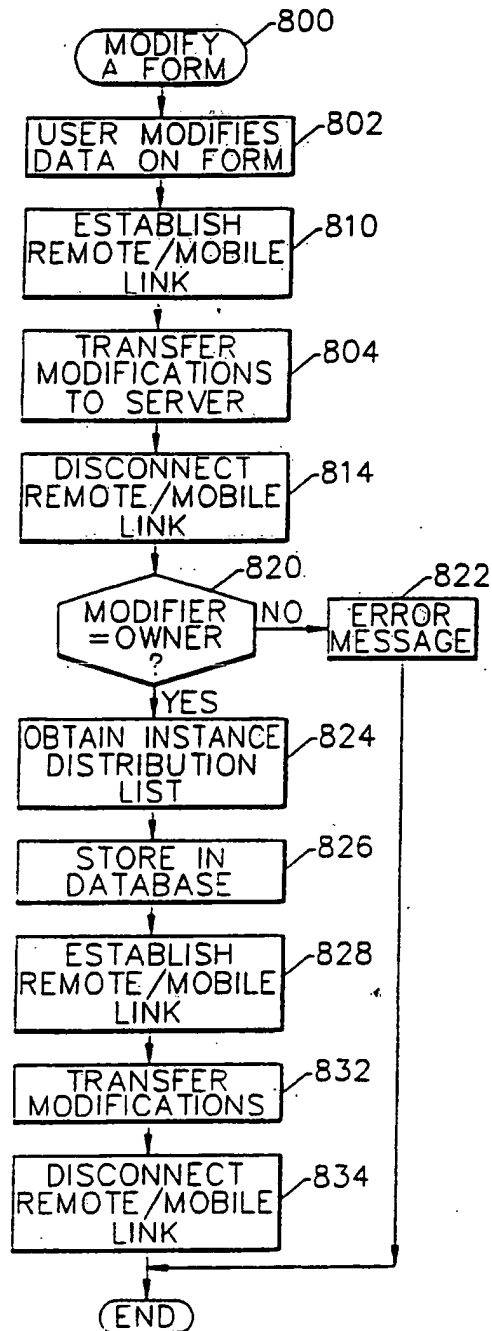 800
MODIFY
A FORM
802
USER MODIFIES
DATA ON FORM
810
ESTABLISH
REMOTE/MOBILE
LINK
804
TRANSFER
MODIFICATIONS
TO SERVER
814
DISCONNECT
REMOTE/MOBILE
LINK
820
MODIFIER
=OWNER
?
NO
822
ERROR
MESSAGE
YES
824
OBTAIN INSTANCE
DISTRIBUTION
LIST
826
STORE IN
DATABASE
828
ESTABLISH
REMOTE/MOBILE
LINK
832
TRANSFER
MODIFICATIONS
834
DISCONNECT
REMOTE/MOBILE
LINK
END